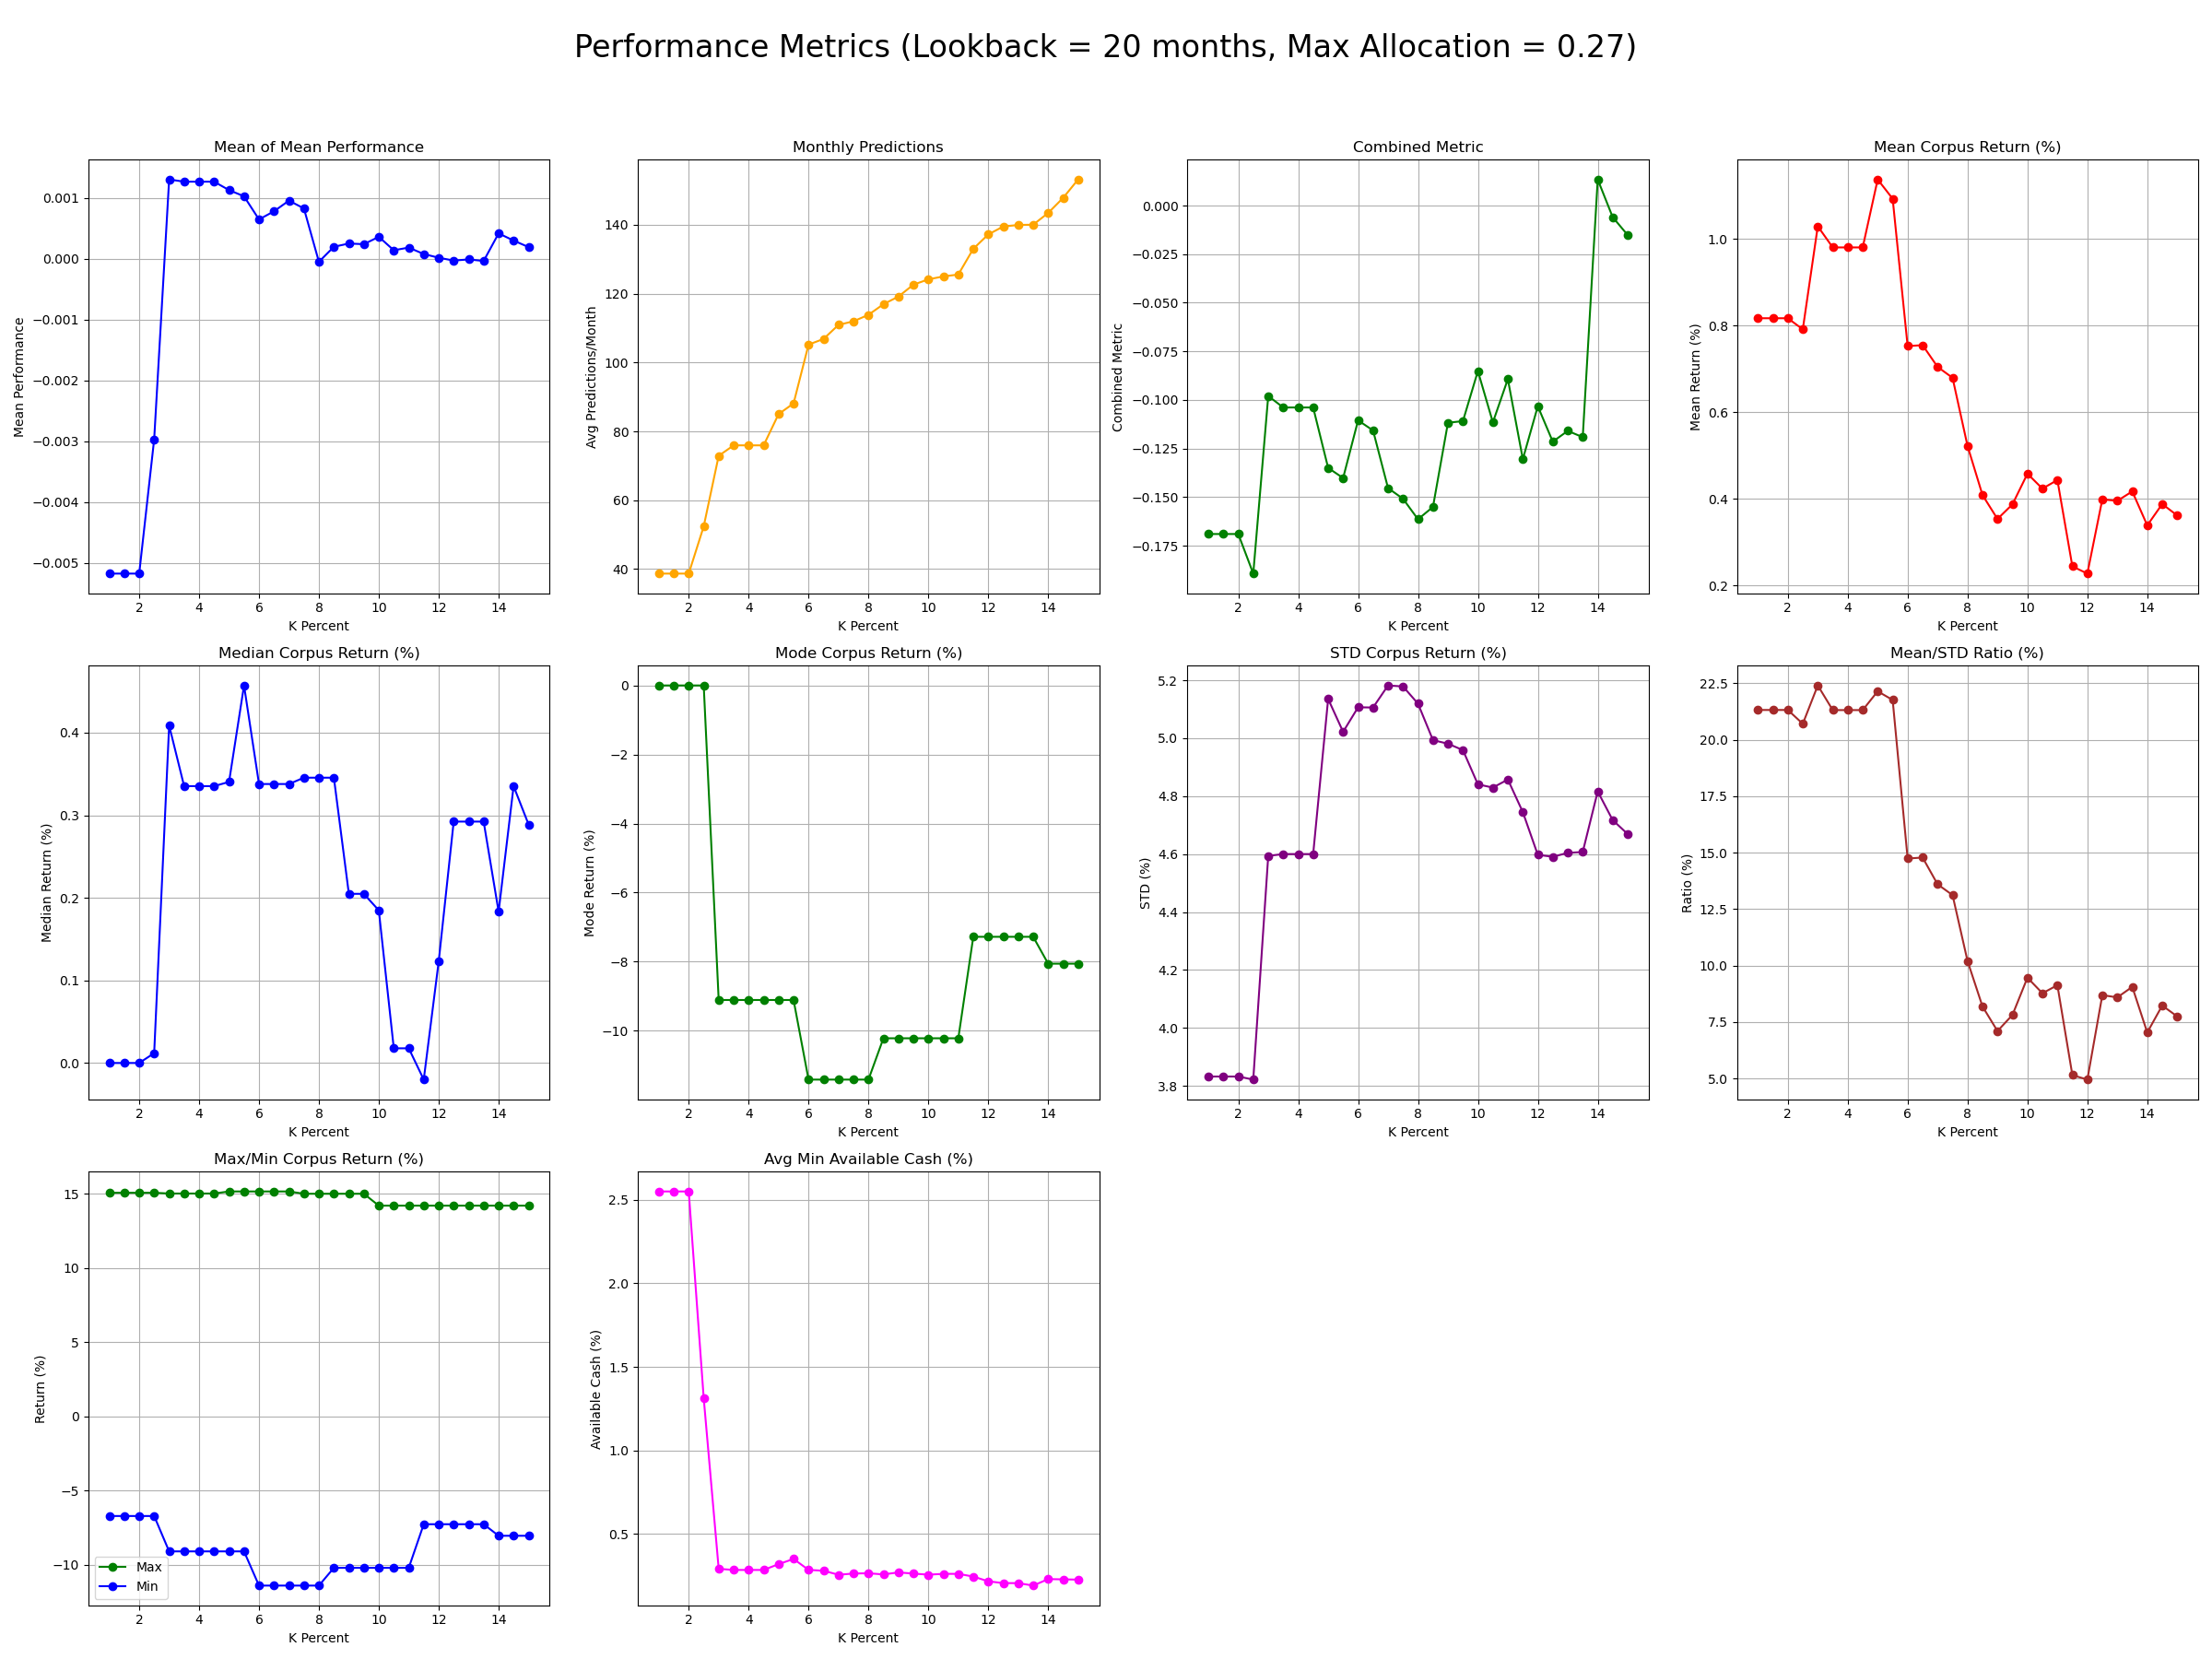 Performance Metrics (Lookback = 20 months, Max Allocation = 0.27)
Mean of Mean Performance
Mean Performance
0.001
0.000
−0.001
−0.002
−0.003
−0.004
−0.005
2 4 6 8 10 12 14
K Percent
Monthly Predictions
Avg Predictions/Month
140
120
100
80
60
40
2 4 6 8 10 12 14
K Percent
Combined Metric
Combined Metric
0.000
−0.025
−0.050
−0.075
−0.100
−0.125
−0.150
−0.175
2 4 6 8 10 12 14
K Percent
Mean Corpus Return (%)
Mean Return (%)
1.0
0.8
0.6
0.4
0.2
2 4 6 8 10 12 14
K Percent
Median Corpus Return (%)
Median Return (%)
0.4
0.3
0.2
0.1
0.0
2 4 6 8 10 12 14
K Percent
Mode Corpus Return (%)
Mode Return (%)
0
−2
−4
−6
−8
−10
2 4 6 8 10 12 14
K Percent
STD Corpus Return (%)
STD (%)
5.2
5.0
4.8
4.6
4.4
4.2
4.0
3.8
2 4 6 8 10 12 14
K Percent
Mean/STD Ratio (%)
Ratio (%)
22.5
20.0
17.5
15.0
12.5
10.0
7.5
5.0
2 4 6 8 10 12 14
K Percent
Max/Min Corpus Return (%)
Return (%)
15
10
5
0
−5
−10
Max
Min
2 4 6 8 10 12 14
K Percent
Avg Min Available Cash (%)
Available Cash (%)
2.5
2.0
1.5
1.0
0.5
2 4 6 8 10 12 14
K Percent